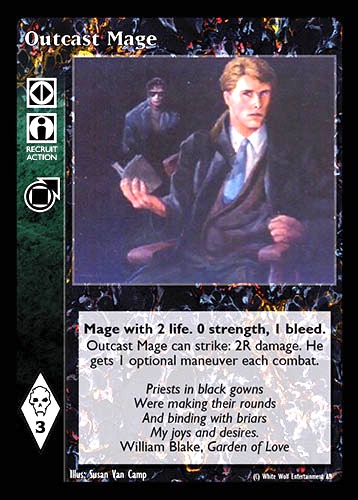 Outcast Mage
RECRUIT
ACTION
Mage with 2 life. 0 strength, 1 bleed.
Outcast Mage can strike: 2R damage. He
gets 1 optional maneuver each combat.
Priests in black gowns
Were making their rounds
And binding with briars
My joys and desires.
William Blake, Garden of Love
3
Illus: Susan Van Camp
(C) White Wolf Entertainment AB